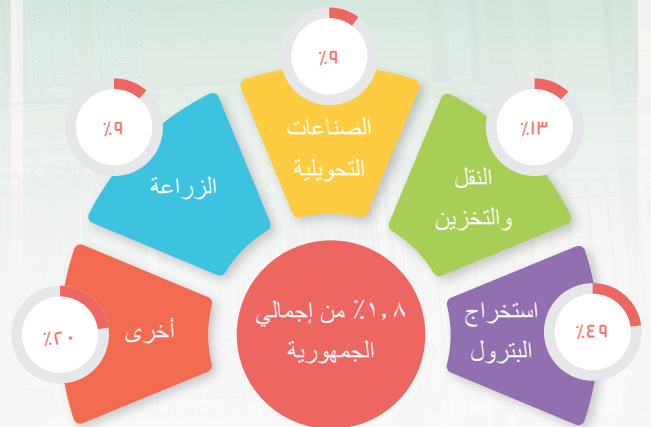 ٪٩
الصناعات
التحويلية
٪١٣
النقل
والتخزين
٪٩
الزراعة
٪٤٩
استخراج
البترول
٪١,٨ من إجمالي
الجمهورية
٪٢٠
أخرى